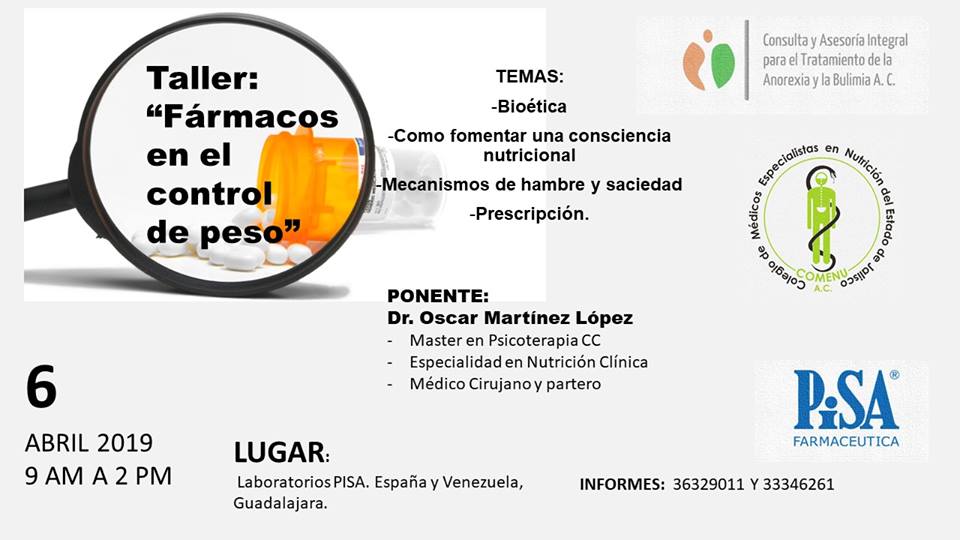 Taller:
“Fármacos
en el
control
de peso”
TEMAS:
-Bioética
-Como fomentar una consciencia
nutricional
-Mecanismos de hambre y saciedad
-Prescripción.
Consulta y Asesoría Integral
para el Tratamiento de la
Anorexia y la Bulimia A. C.
Colegio de Médicos Especialistas en Nutrición del Estado de Jalisco
COMENU
A.C.
PONENTE:
Dr. Oscar Martínez López
- Master en Psicoterapia CC
- Especialidad en Nutrición Clínica
- Médico Cirujano y partero
PiSA®
FARMACEUTICA
6
ABRIL 2019
9 AM A 2 PM
LUGAR:
Laboratorios PISA. España y Venezuela,
Guadalajara.
INFORMES: 36329011 Y 33346261